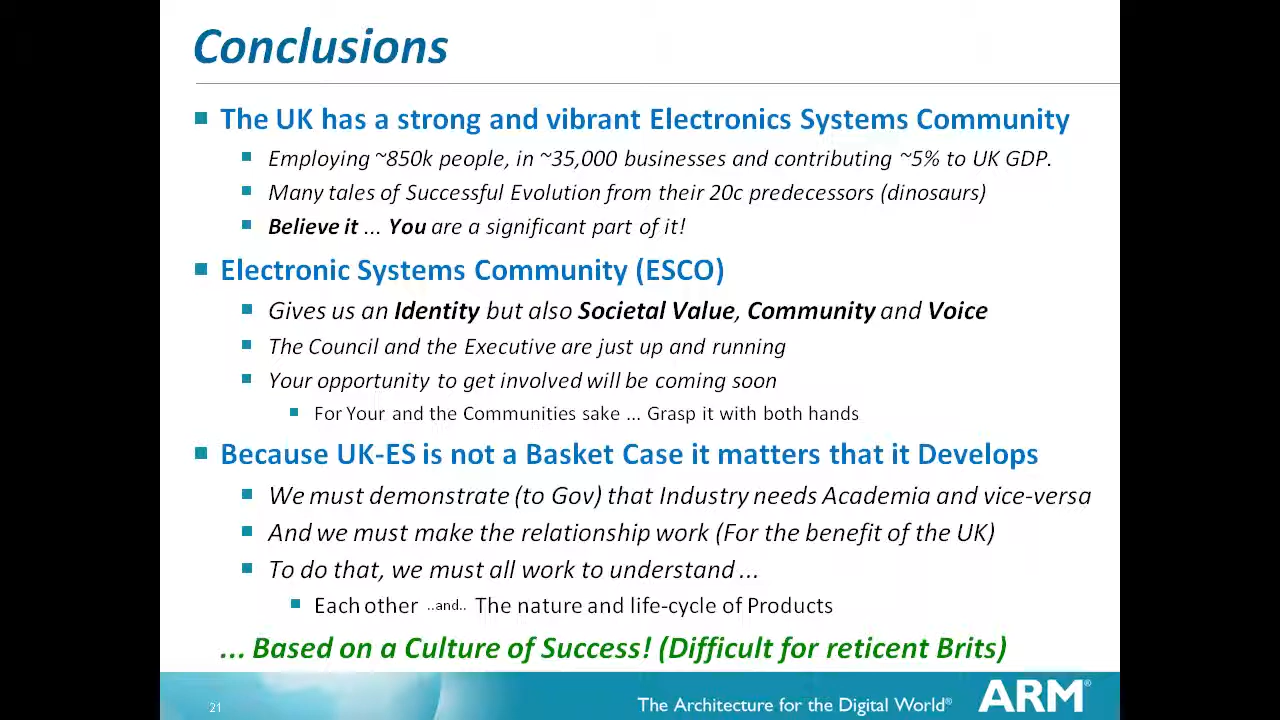 Conclusions
The UK has a strong and vibrant Electronics Systems Community
Employing ~850k people, in ~35,000 businesses and contributing ~5% to UK GDP.
Many tales of Successful Evolution from their 20c predecessors (dinosaurs)
Believe it ... You are a significant part of it!
Electronic Systems Community (ESCO)
Gives us an Identity but also Societal Value, Community and Voice
The Council and the Executive are just up and running
Your opportunity to get involved will be coming soon
For Your and the Communities sake ... Grasp it with both hands
Because UK-ES is not a Basket Case it matters that it Develops
We must demonstrate (to Gov) that Industry needs Academia and vice-versa
And we must make the relationship work (For the benefit of the UK)
To do that, we must all work to understand ...
Each other ..and.. The nature and life-cycle of Products
... Based on a Culture of Success! (Difficult for reticent Brits)
21
The Architecture for the Digital World® ARM®